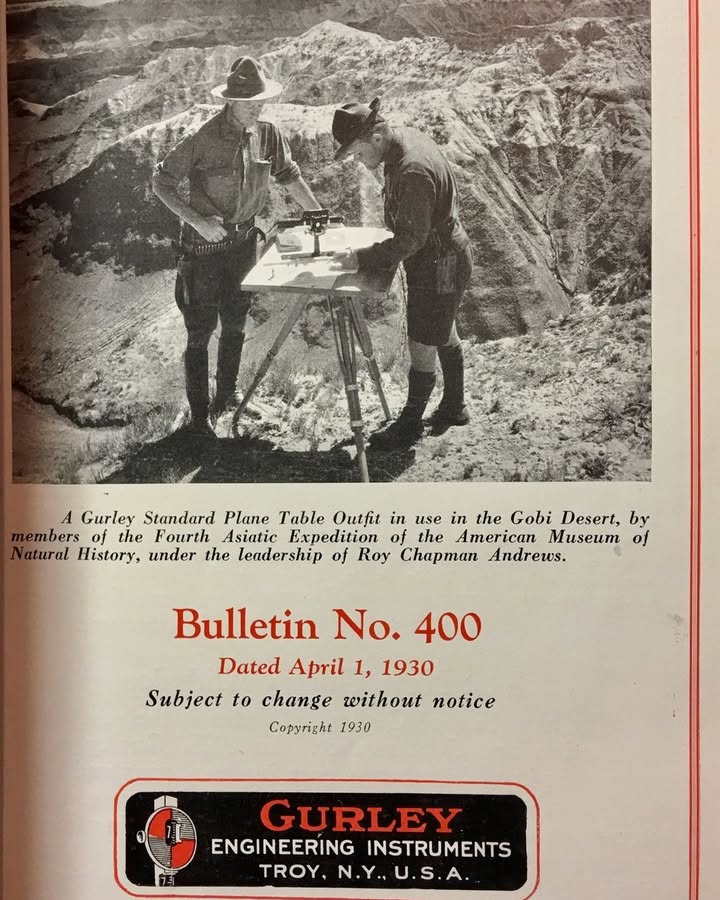 A Gurley Standard Plane Table Outfit in use in the Gobi Desert, by
members of the Fourth Asiatic Expedition of the American Museum of
Natural History, under the leadership of Roy Chapman Andrews.
Bulletin No. 400
Dated April 1, 1930
Subject to change without notice
Copyright 1930
GURLEY
ENGINEERING INSTRUMENTS
TROY, N.Y., U.S.A.